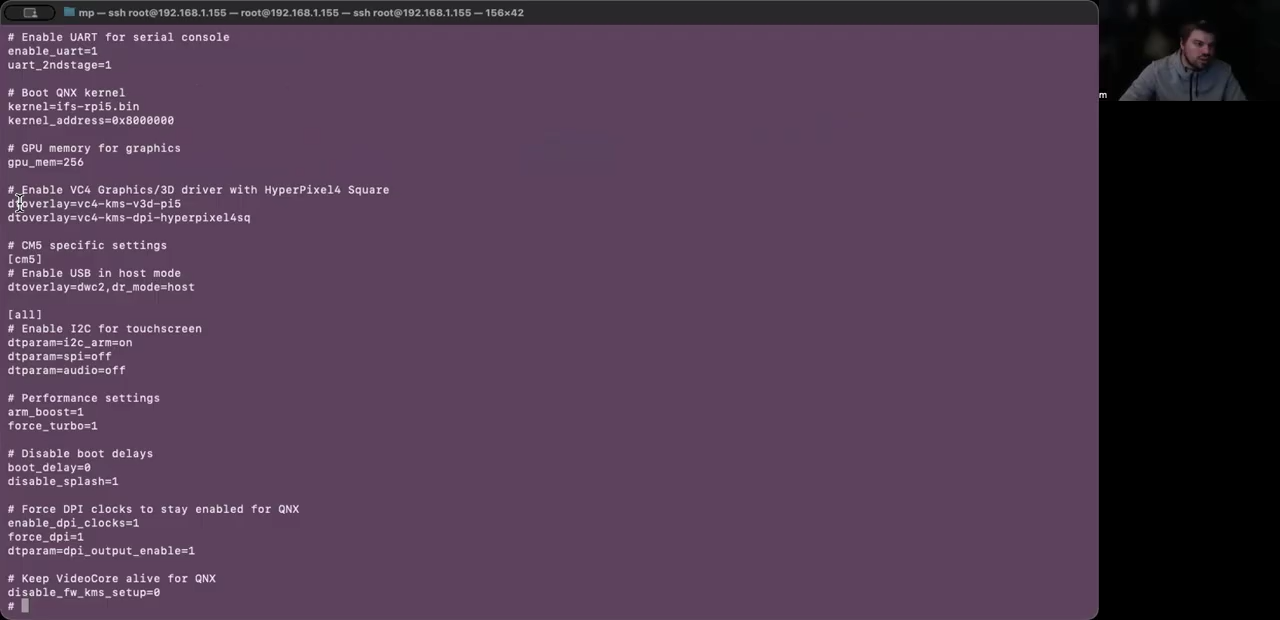 mp — ssh root@192.168.1.155 — root@192.168.1.155 — ssh root@192.168.1.155 — 156×42
# Enable UART for serial console
enable_uart=1
uart_2ndstage=1
# Boot QNX kernel
kernel=ifs-rpi5.bin
kernel_address=0x8000000
# GPU memory for graphics
gpu_mem=256
# Enable VC4 Graphics/3D driver with HyperPixel4 Square
dtoverlay=vc4-kms-v3d-pi5
dtoverlay=vc4-kms-dpi-hyperpixel4sq
# CM5 specific settings
[cm5]
# Enable USB in host mode
dtoverlay=dwc2,dr_mode=host
[all]
# Enable I2C for touchscreen
dtparam=i2c_arm=on
dtparam=spi=off
dtparam=audio=off
# Performance settings
arm_boost=1
force_turbo=1
# Disable boot delays
boot_delay=0
disable_splash=1
# Force DPI clocks to stay enabled for QNX
enable_dpi_clocks=1
force_dpi=1
dtparam=dpi_output_enable=1
# Keep VideoCore alive for QNX
disable_fw_kms_setup=0
#
m